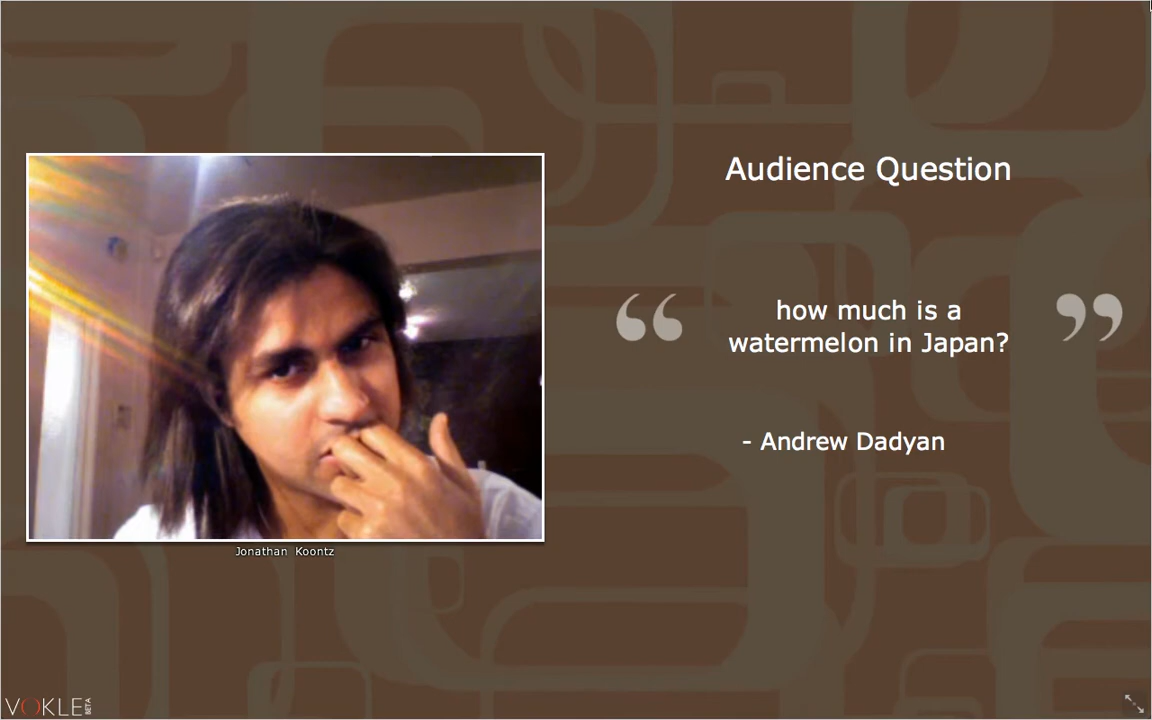 Audience Question
“ how much is a ”
watermelon in Japan?
- Andrew Dadyan
Jonathan Koontz
VOKLE BETA